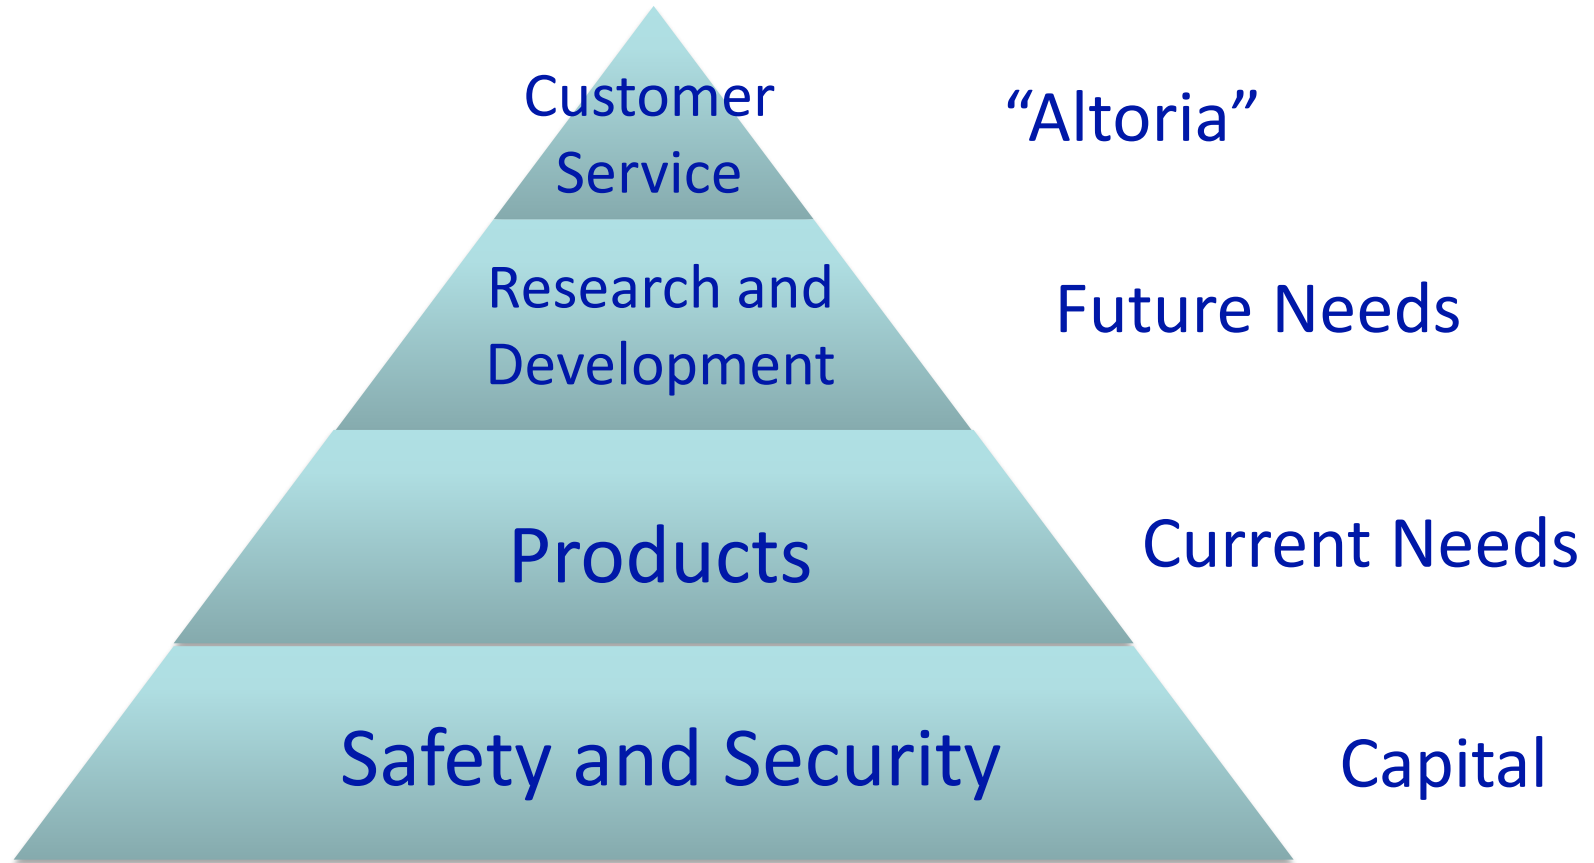 Customer
Service
“Altoria”
Research and
Development
Future Needs
Products
Current Needs
Safety and Security
Capital